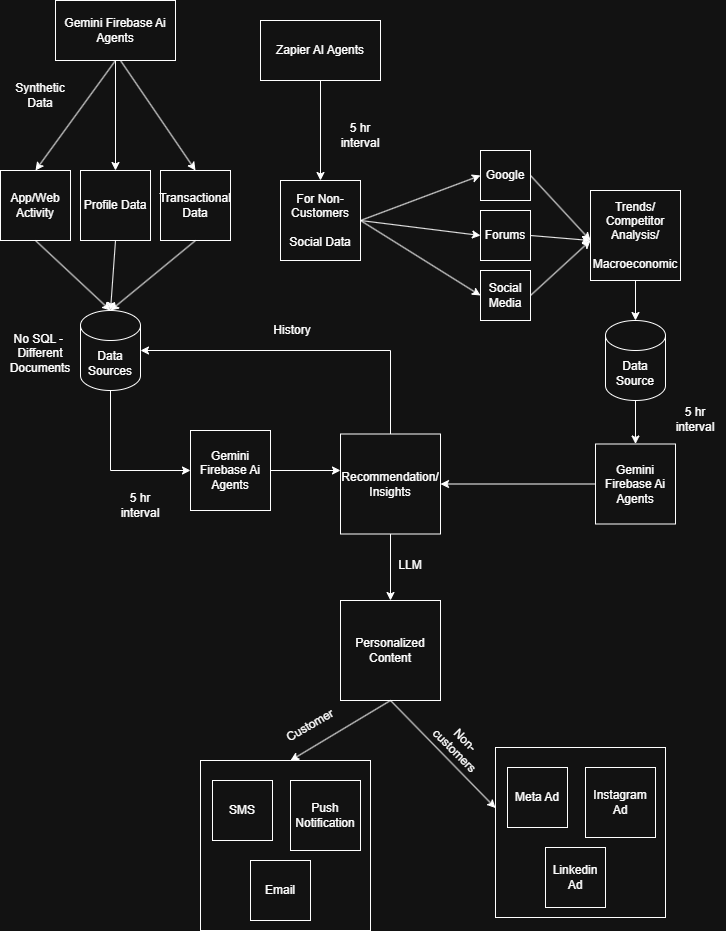 Gemini Firebase Ai
Agents
Zapier AI Agents
Synthetic
Data
5 hr
interval
App/Web
Activity
Profile Data
Transactional
Data
For Non-
Customers
Social Data
Google
Forums
Social
Media
Trends/
Competitor
Analysis/
Macroeconomic
No SQL -
Different
Documents
Data
Sources
History
Data
Source
5 hr
interval
Gemini
Firebase Ai
Agents
5 hr
interval
Recommendation/
Insights
Gemini
Firebase Ai
Agents
LLM
Personalized
Content
Customer
Non-
customers
SMS
Push
Notification
Email
Meta Ad
Instagram
Ad
Linkedin
Ad